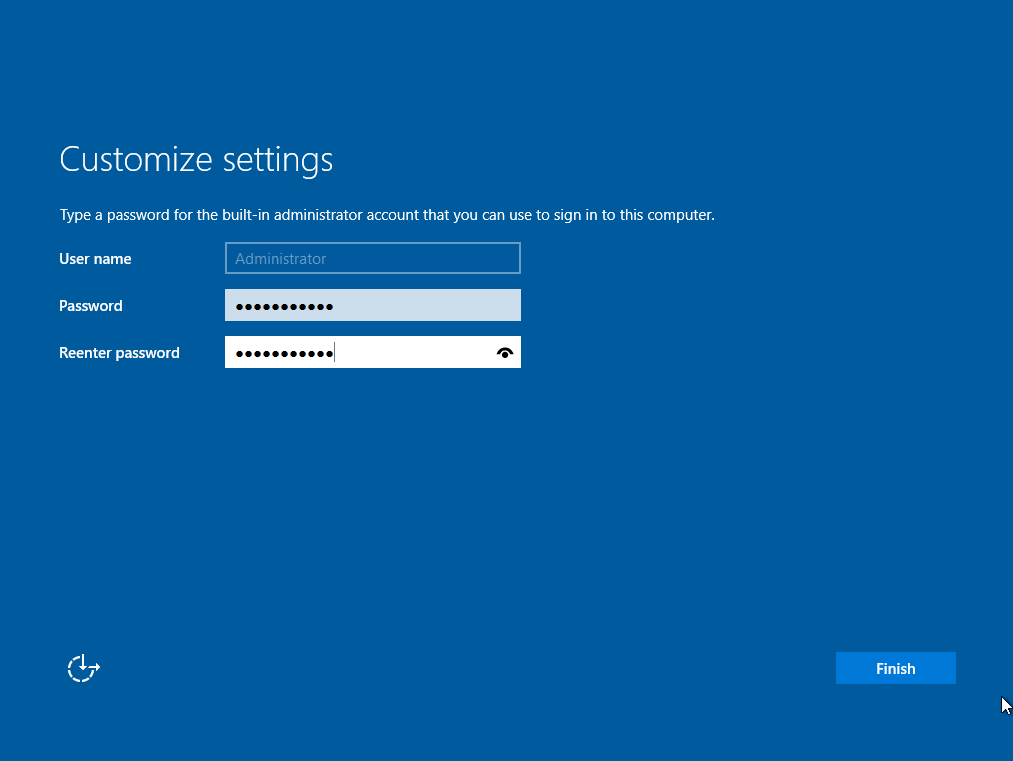 Customize settings
Type a password for the built-in administrator account that you can use to sign in to this computer.
User name
Administrator
Password
●●●●●●●●●●●
Reenter password
●●●●●●●●●●●
Finish